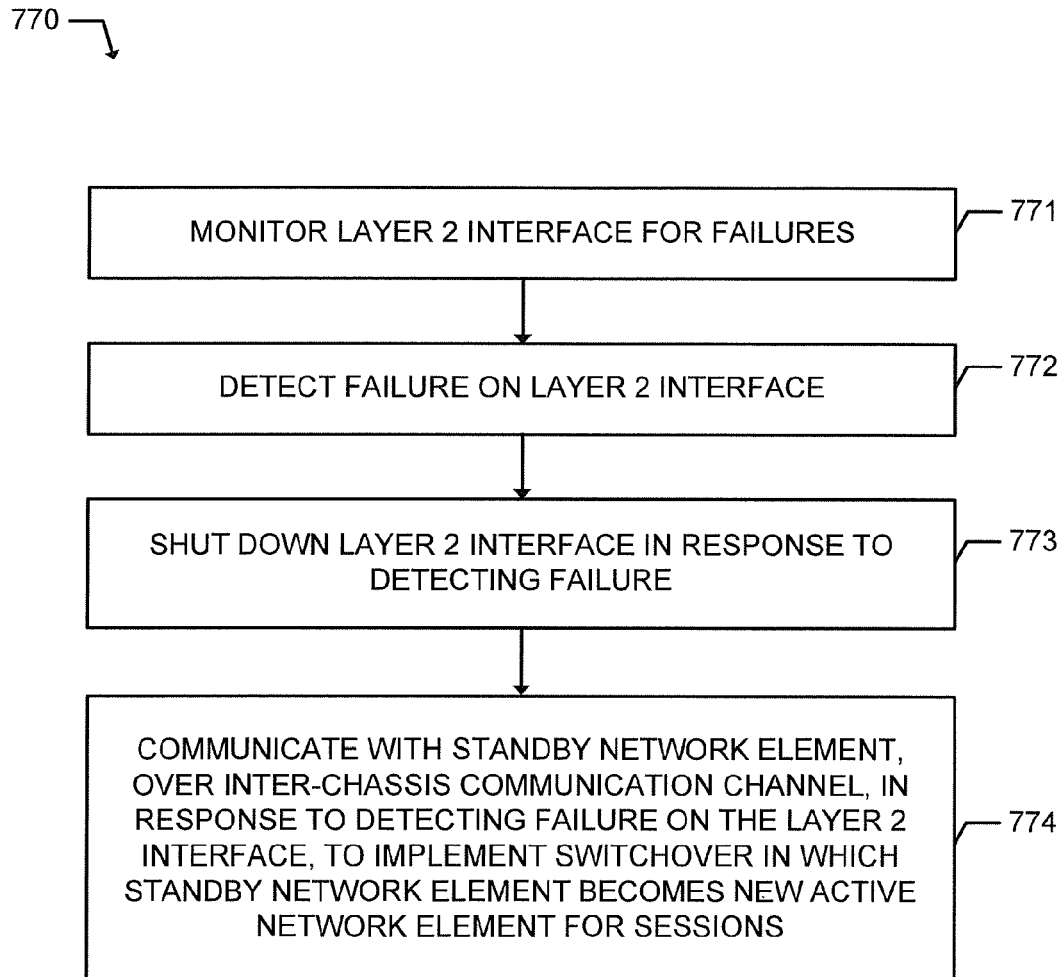 770
MONITOR LAYER 2 INTERFACE FOR FAILURES
771
DETECT FAILURE ON LAYER 2 INTERFACE
772
SHUT DOWN LAYER 2 INTERFACE IN RESPONSE TO
DETECTING FAILURE
773
COMMUNICATE WITH STANDBY NETWORK ELEMENT,
OVER INTER-CHASSIS COMMUNICATION CHANNEL, IN
RESPONSE TO DETECTING FAILURE ON THE LAYER 2
INTERFACE, TO IMPLEMENT SWITCHOVER IN WHICH
STANDBY NETWORK ELEMENT BECOMES NEW ACTIVE
NETWORK ELEMENT FOR SESSIONS
774